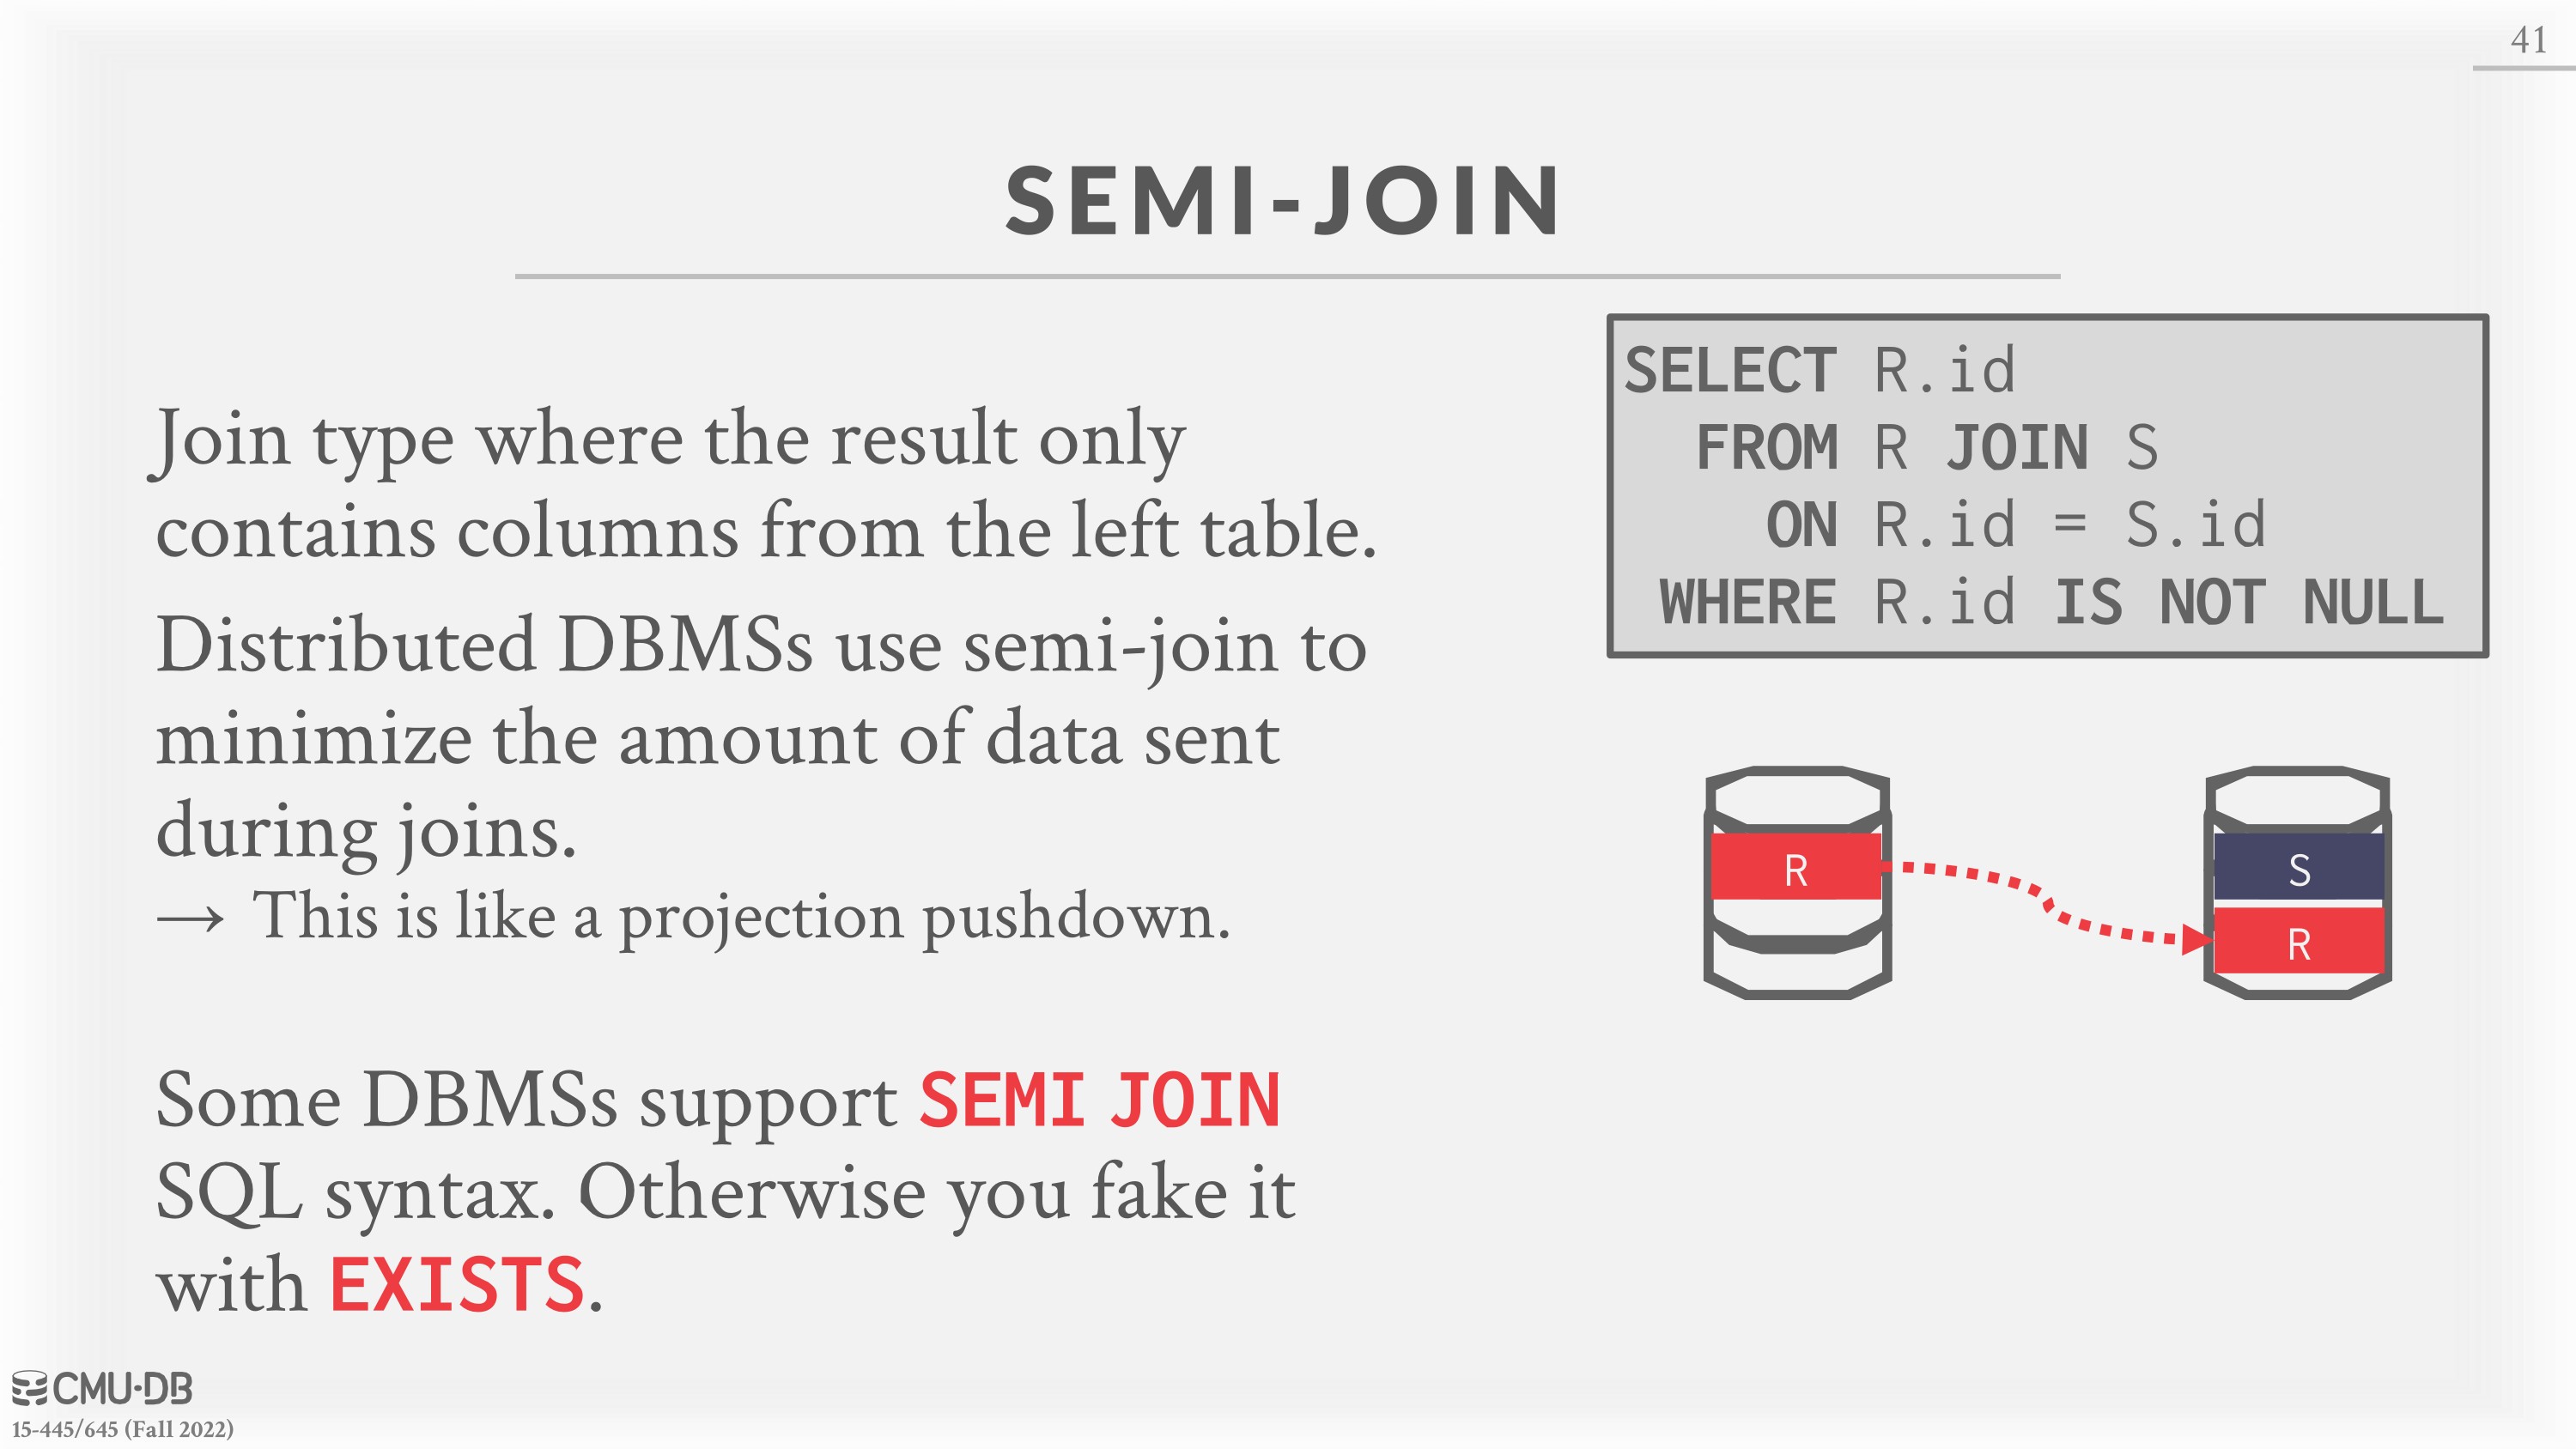 41
SEMI-JOIN
Join type where the result only
contains columns from the left table.
Distributed DBMSs use semi-join to
minimize the amount of data sent
during joins.
→ This is like a projection pushdown.
Some DBMSs support SEMI JOIN
SQL syntax. Otherwise you fake it
with EXISTS.
SELECT R.id
FROM R JOIN S
ON R.id = S.id
WHERE R.id IS NOT NULL
R
S
R
CMU·DB
15-445/645 (Fall 2022)